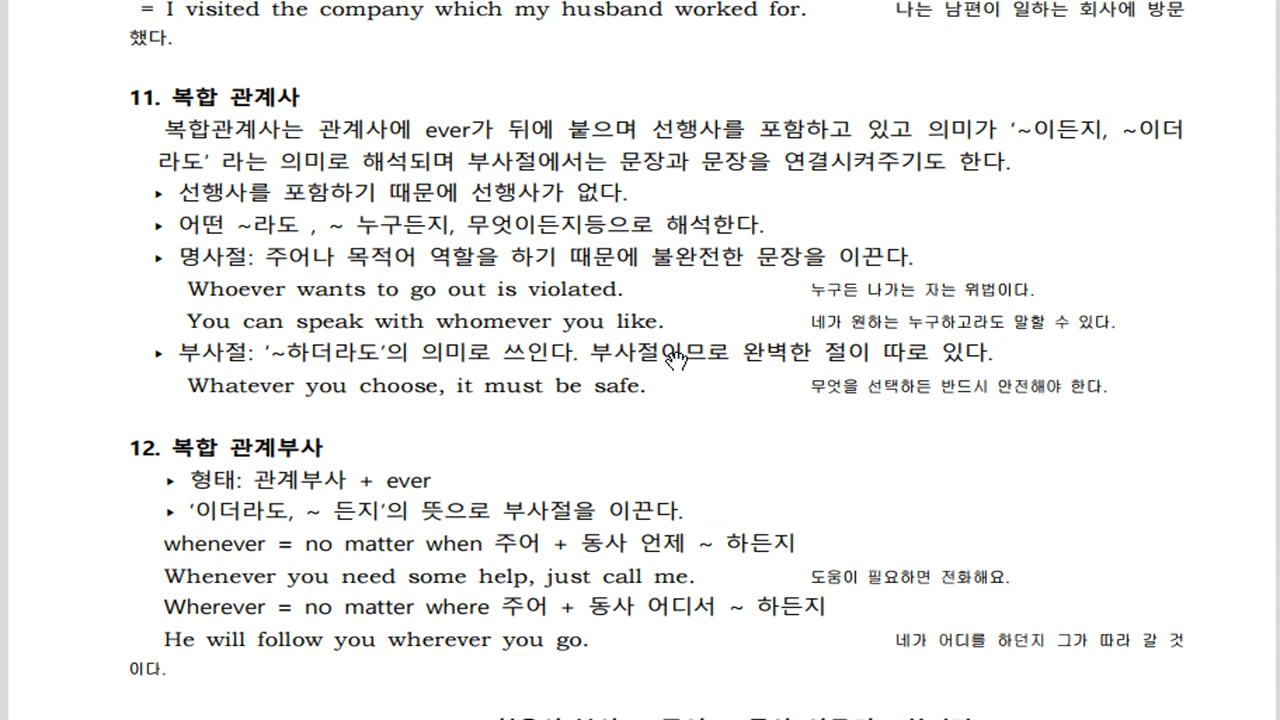 = I visited the company which my husband worked for. 나는 남편이 일하는 회사에 방문
했다.
11. 복합 관계사
복합관계사는 관계사에 ever가 뒤에 붙으며 선행사를 포함하고 있고 의미가 '~이든지, ~이더
라도' 라는 의미로 해석되며 부사절에서는 문장과 문장을 연결시켜주기도 한다.
▸ 선행사를 포함하기 때문에 선행사가 없다.
▸ 어떤 ~라도 , ~ 누구든지, 무엇이든지등으로 해석한다.
▸ 명사절: 주어나 목적어 역할을 하기 때문에 불완전한 문장을 이끈다.
Whoever wants to go out is violated. 누구든 나가는 자는 위법이다.
You can speak with whomever you like. 네가 원하는 누구하고라도 말할 수 있다.
▸ 부사절: '~하더라도'의 의미로 쓰인다. 부사절이므로 완벽한 절이 따로 있다.
Whatever you choose, it must be safe. 무엇을 선택하든 반드시 안전해야 한다.
12. 복합 관계부사
▸ 형태: 관계부사 + ever
▸ '이더라도, ~ 든지'의 뜻으로 부사절을 이끈다.
whenever = no matter when 주어 + 동사 언제 ~ 하든지
Whenever you need some help, just call me. 도움이 필요하면 전화해요.
Wherever = no matter where 주어 + 동사 어디서 ~ 하든지
He will follow you wherever you go. 네가 어디를 하던지 그가 따라 갈 것
이다.